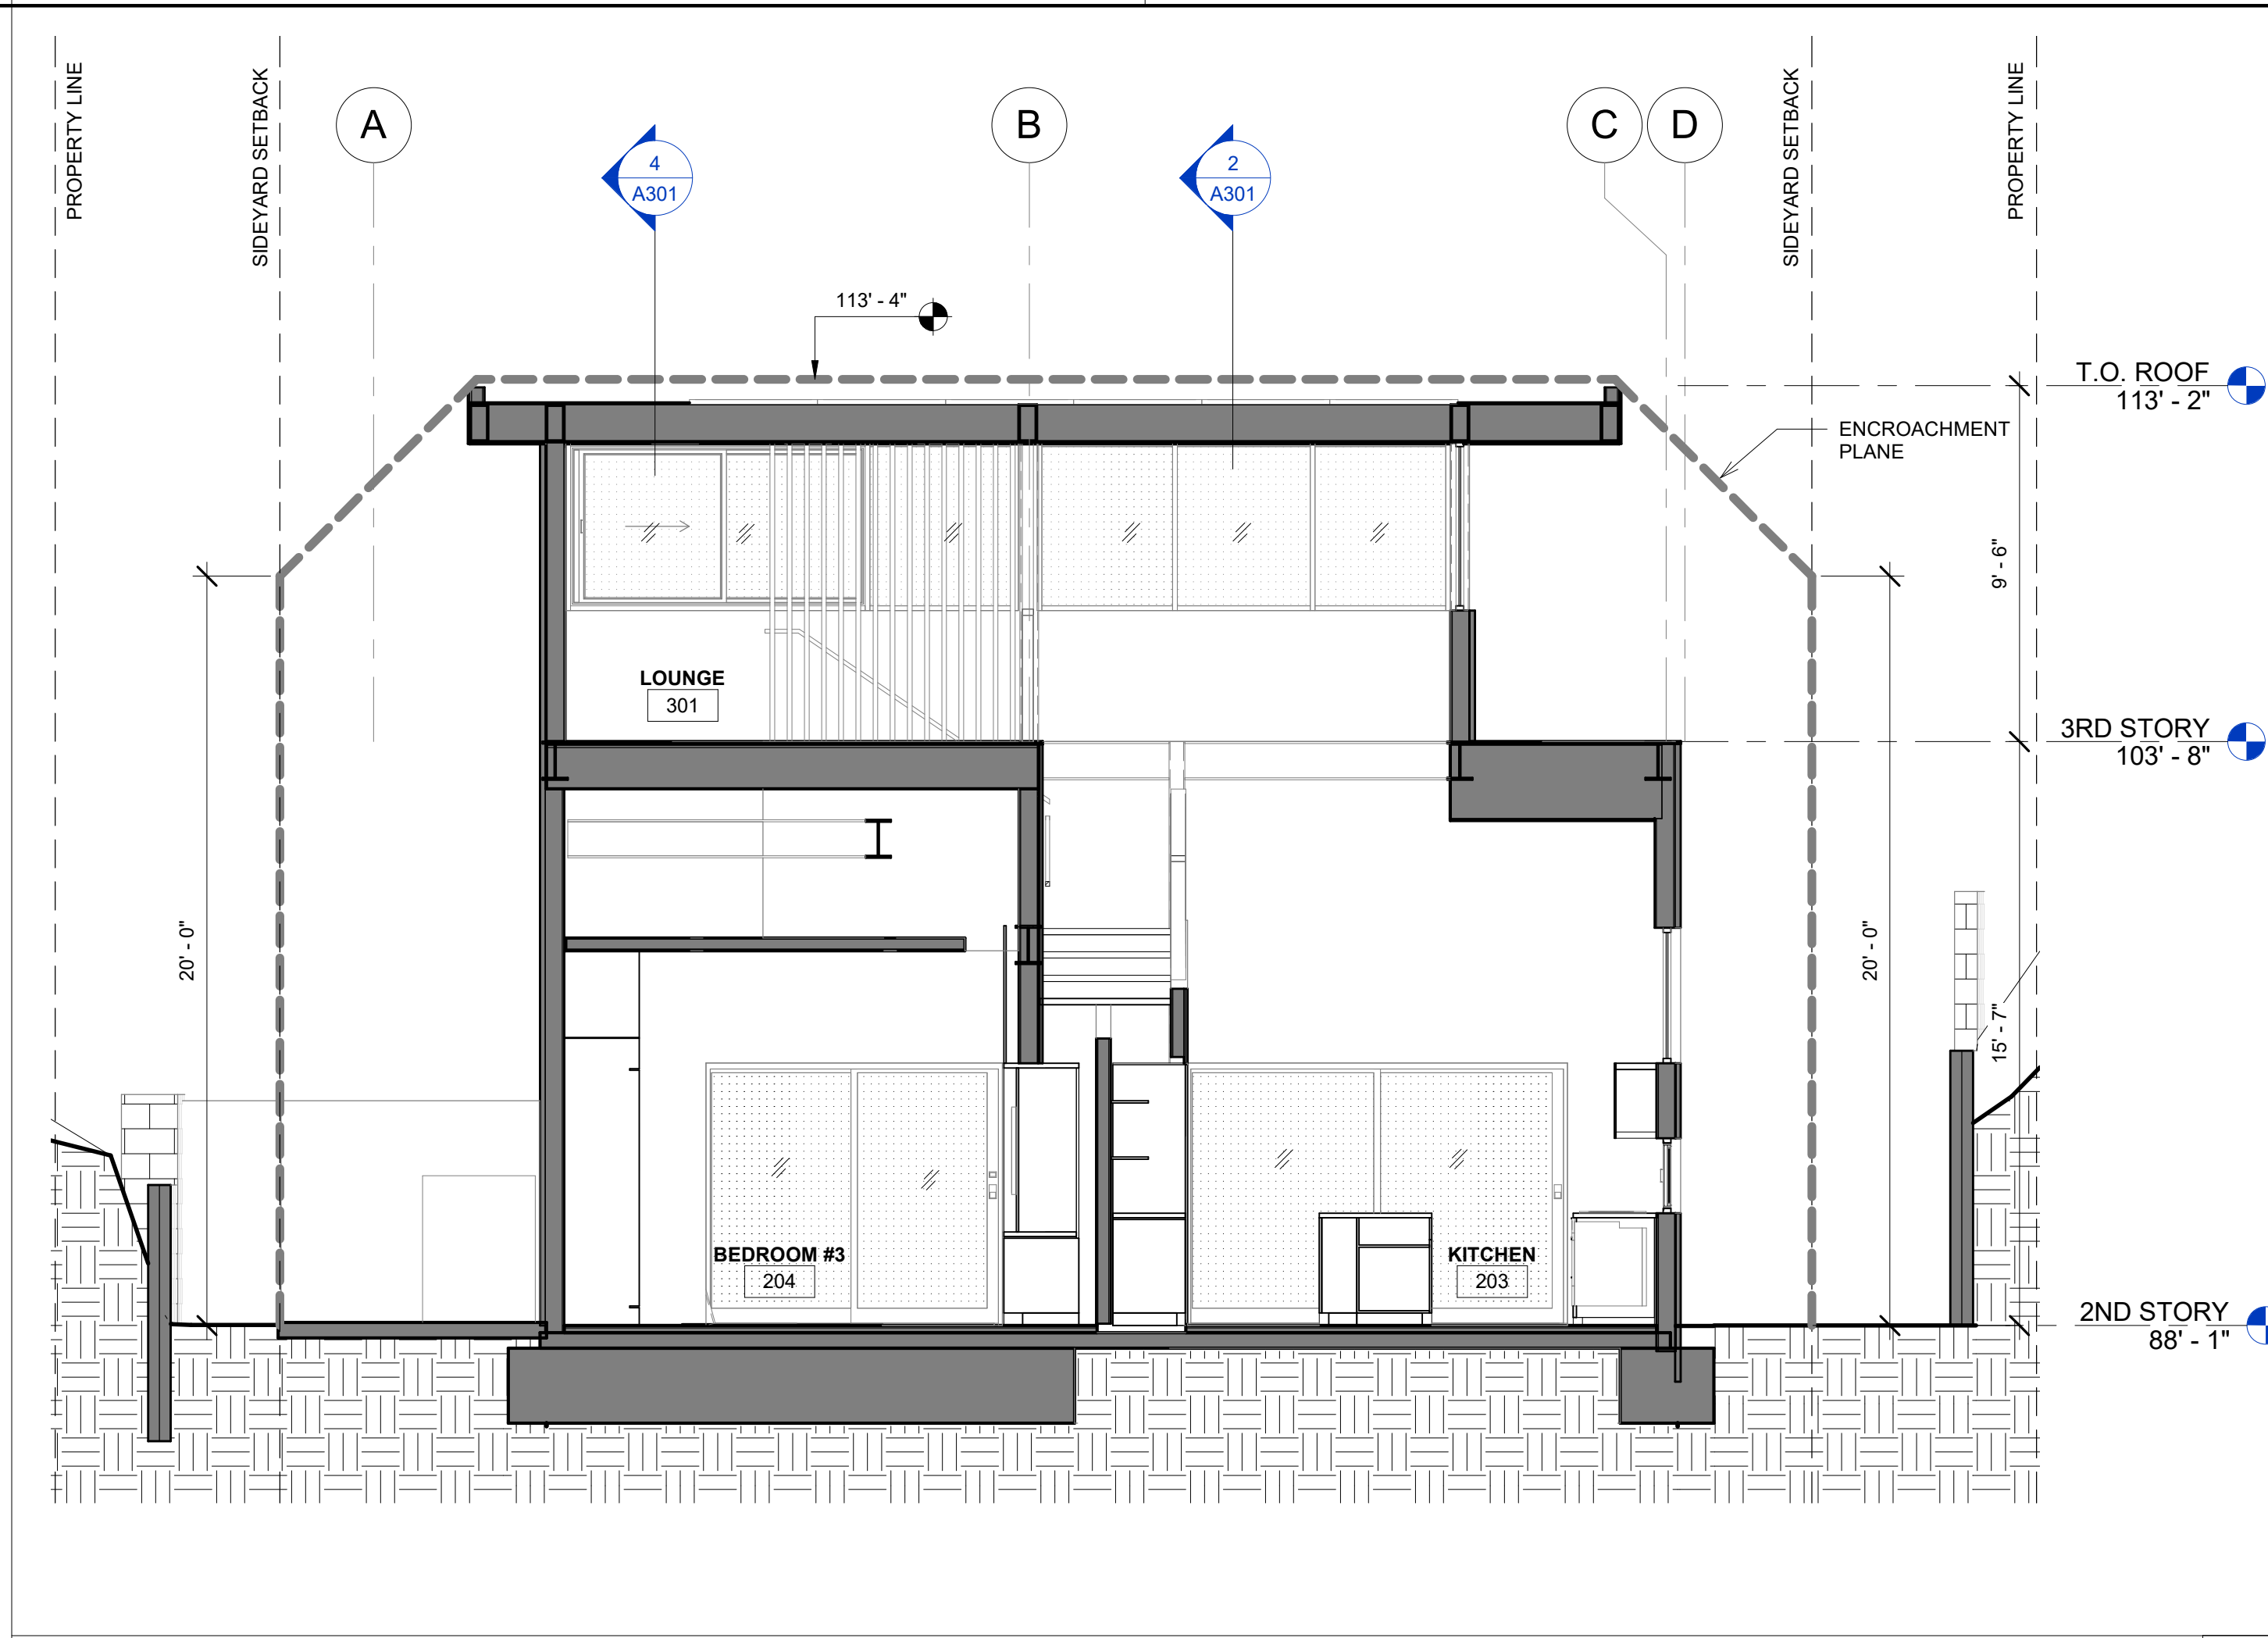 PROPERTY LINE
SIDEYARD SETBACK
A
4
A301
B
2
A301
C
D
SIDEYARD SETBACK
PROPERTY LINE
113' - 4"
T.O. ROOF
113' - 2"
ENCROACHMENT
PLANE
9' - 6"
LOUNGE
301
3RD STORY
103' - 8"
20' - 0"
20' - 0"
15' - 7"
BEDROOM #3
204
KITCHEN
203
2ND STORY
88' - 1"